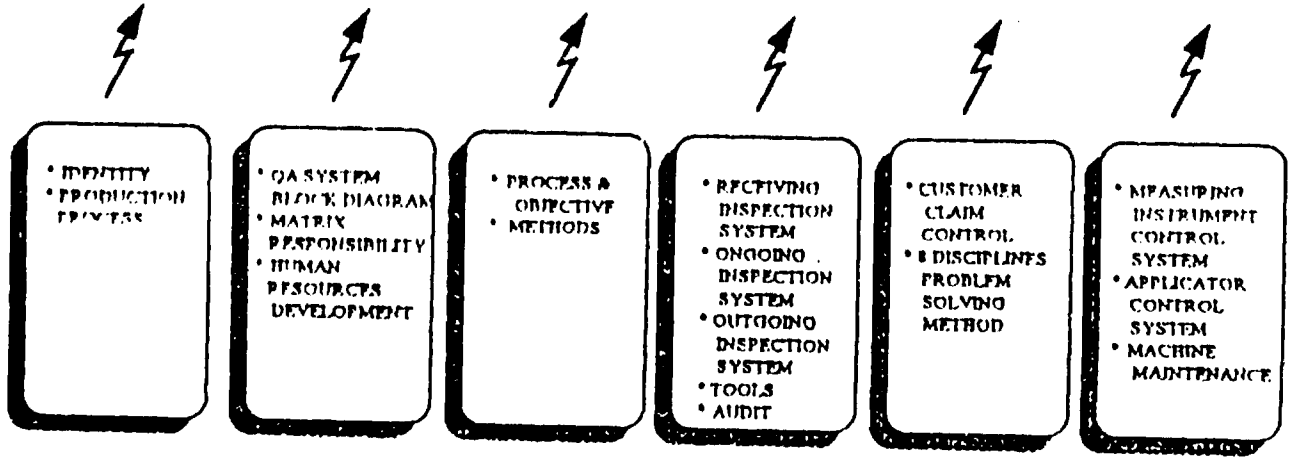 • IDENTITY
• PRODUCTION
PROCESS
• QA SYSTEM
BLOCK DIAGRAM
• MATRIX
RESPONSIBILITY
• HUMAN
RESOURCES
DEVELOPMENT
• PROCESS &
OBJECTIVE
• METHODS
• RECEIVING
INSPECTION
SYSTEM
• ONGOING
INSPECTION
SYSTEM
• OUTGOING
INSPECTION
SYSTEM
• TOOLS
• AUDIT
• CUSTOMER
CLAIM
CONTROL
• 8 DISCIPLINES
PROBLEM
SOLVING
METHOD
• MEASURING
INSTRUMENT
CONTROL
SYSTEM
• APPLICATOR
CONTROL
SYSTEM
• MACHINE
MAINTENANCE